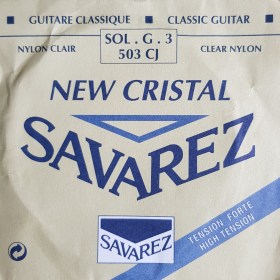 GUITARE CLASSIQUE CLASSIC GUITAR
NYLON CLAIR SOL . G . 3 CLEAR NYLON
503 CJ
NEW CRISTAL
SAVAREZ
SAVAREZ
TENSION FORTE
HIGH TENSION